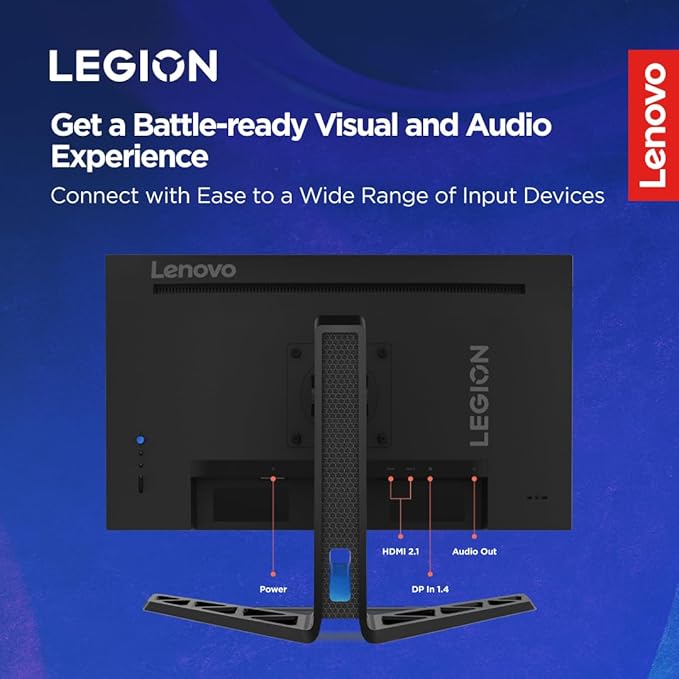 LEGION
Lenovo
Get a Battle-ready Visual and Audio
Experience
Connect with Ease to a Wide Range of Input Devices
Lenovo
LEGION
HDMI 2.1
Audio Out
Power
DP In 1.4